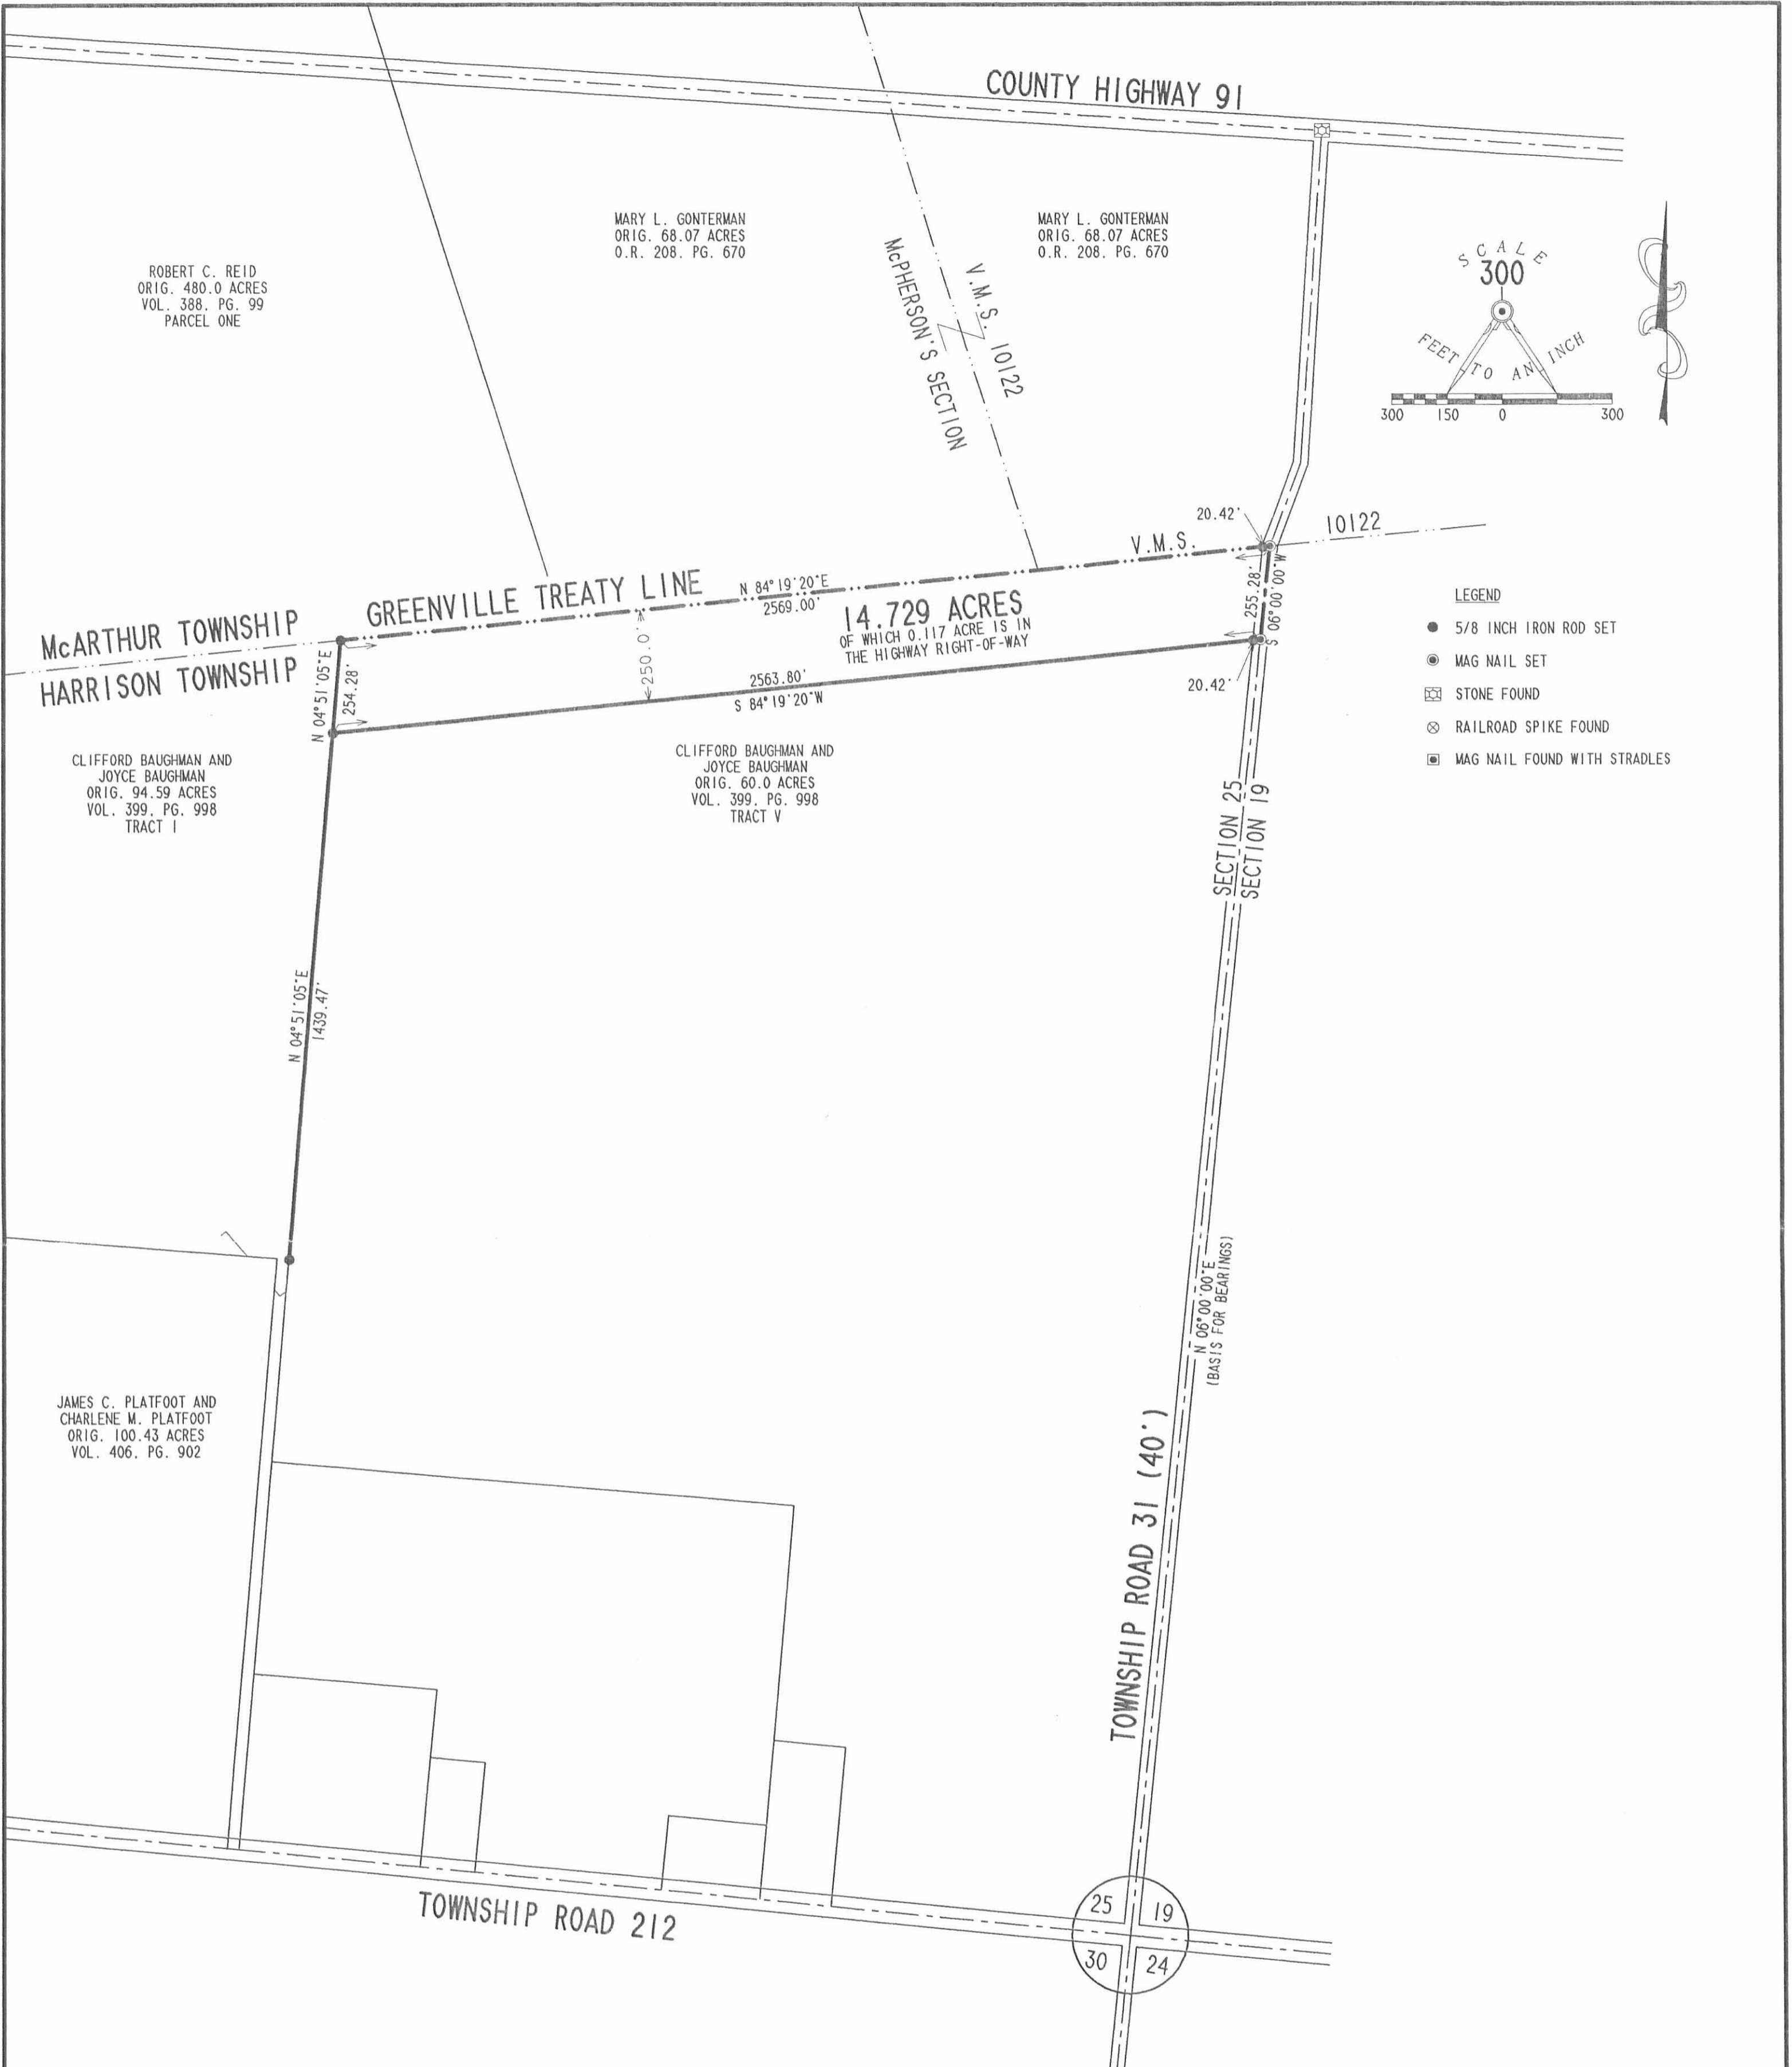 COUNTY HIGHWAY 91
MARY L. GONTERMAN
ORIG. 68.07 ACRES
O.R. 208, PG. 670
MARY L. GONTERMAN
ORIG. 68.07 ACRES
O.R. 208, PG. 670
ROBERT C. REID
ORIG. 480.0 ACRES
VOL. 388, PG. 99
PARCEL ONE
McPHERSON'S SECTION
V.M.S. 10122
SCALE
300
FEET TO AN INCH
300 150 0 300
20.42'
V.M.S. 10122
GREENVILLE TREATY LINE
N 84°19'20"E
2569.00'
14.729 ACRES
OF WHICH 0.117 ACRE IS IN
THE HIGHWAY RIGHT-OF-WAY
255.28'
S 06°00'00"W
McARTHUR TOWNSHIP
HARRISON TOWNSHIP
N 04°51'05"E
254.28'
250.0'
2563.80'
S 84°19'20"W
20.42'
LEGEND
5/8 INCH IRON ROD SET
MAG NAIL SET
STONE FOUND
RAILROAD SPIKE FOUND
MAG NAIL FOUND WITH STRADLES
CLIFFORD BAUGHMAN AND
JOYCE BAUGHMAN
ORIG. 94.59 ACRES
VOL. 399, PG. 998
TRACT I
CLIFFORD BAUGHMAN AND
JOYCE BAUGHMAN
ORIG. 60.0 ACRES
VOL. 399, PG. 998
TRACT V
SECTION 25
SECTION 19
N 04°51'05"E
1439.47'
N 06°00'00"E
(BASIS FOR BEARINGS)
JAMES C. PLATFOOT AND
CHARLENE M. PLATFOOT
ORIG. 100.43 ACRES
VOL. 406, PG. 902
TOWNSHIP ROAD 31 (40')
TOWNSHIP ROAD 212
25 19
30 24